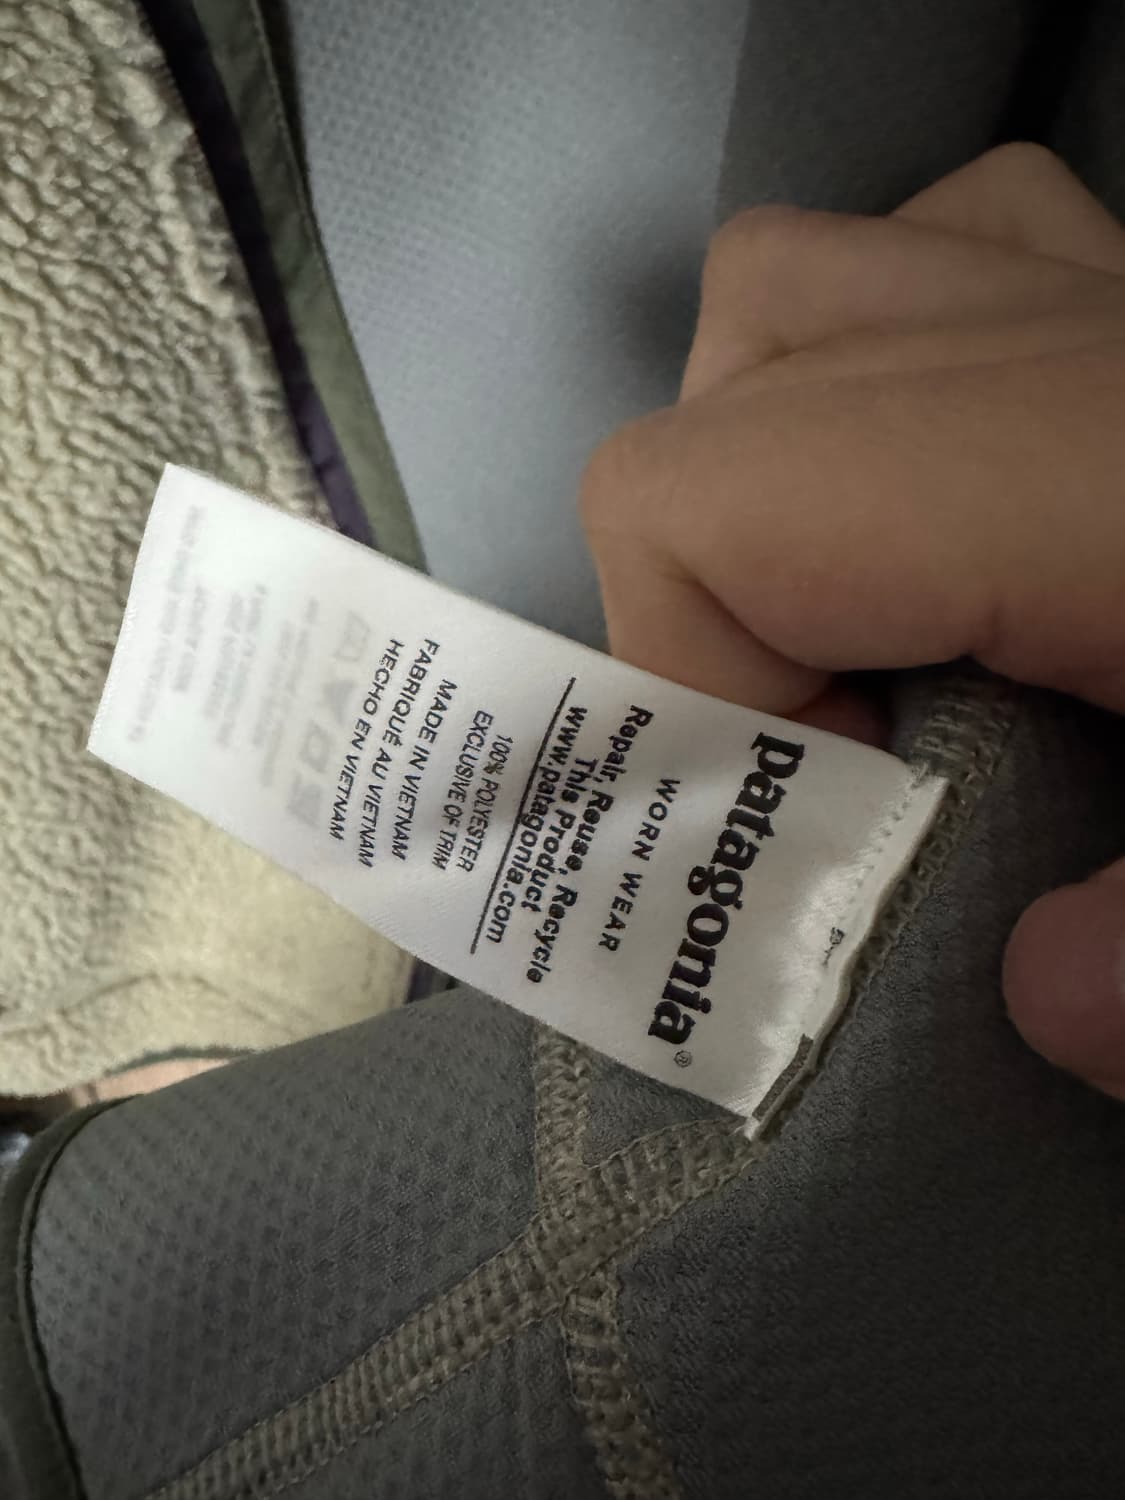 patagonia®
WORN WEAR
Repair, Reuse, Recycle
This Product
www.patagonia.com
100% POLYESTER
EXCLUSIVE OF TRIM
MADE IN VIETNAM
FABRIQUÉ AU VIETNAM
HECHO EN VIETNAM